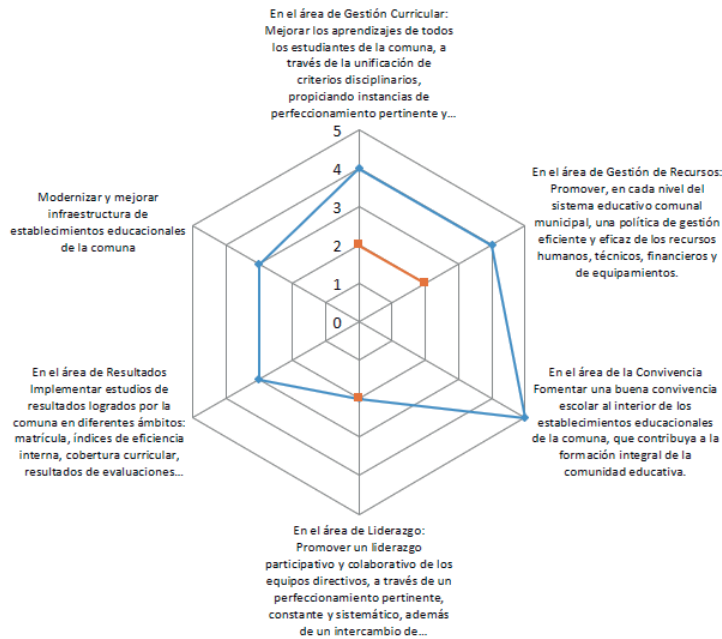 En el área de Gestión Curricular:
Mejorar los aprendizajes de todos
los estudiantes de la comuna, a
través de la unificación de
criterios disciplinarios,
propiciando instancias de
perfeccionamiento pertinente y...
5
4
3
2
1
0
En el área de Gestión de Recursos:
Promover, en cada nivel del
sistema educativo comunal
municipal, una política de gestión
eficiente y eficaz de los recursos
humanos, técnicos, financieros y
de equipamientos.
En el área de la Convivencia
Fomentar una buena convivencia
escolar al interior de los
establecimientos educacionales
de la comuna, que contribuya a la
formación integral de la
comunidad educativa.
En el área de Liderazgo:
Promover un liderazgo
participativo y colaborativo de los
equipos directivos, a través de un
perfeccionamiento pertinente,
constante y sistemático, además
de un intercambio de...
En el área de Resultados
Implementar estudios de
resultados logrados por la
comuna en diferentes ámbitos:
matrícula, índices de eficiencia
interna, cobertura curricular,
resultados de evaluaciones...
Modernizar y mejorar
infraestructura de
establecimientos educacionales
de la comuna